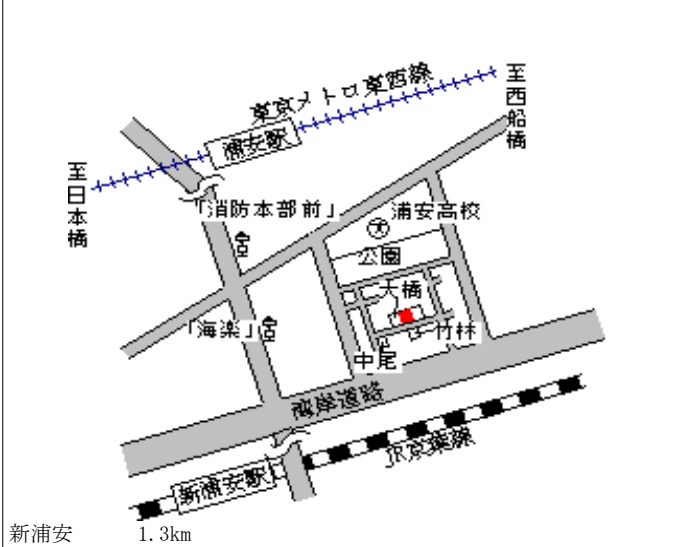 至西船橋
東京メトロ東西線
浦安駅
至日本橋
「消防本部前」
浦安高校
公園
大橋
「海楽」
竹林
中尾
湾岸道路
JR京葉線
新浦安駅
新浦安 1.3km